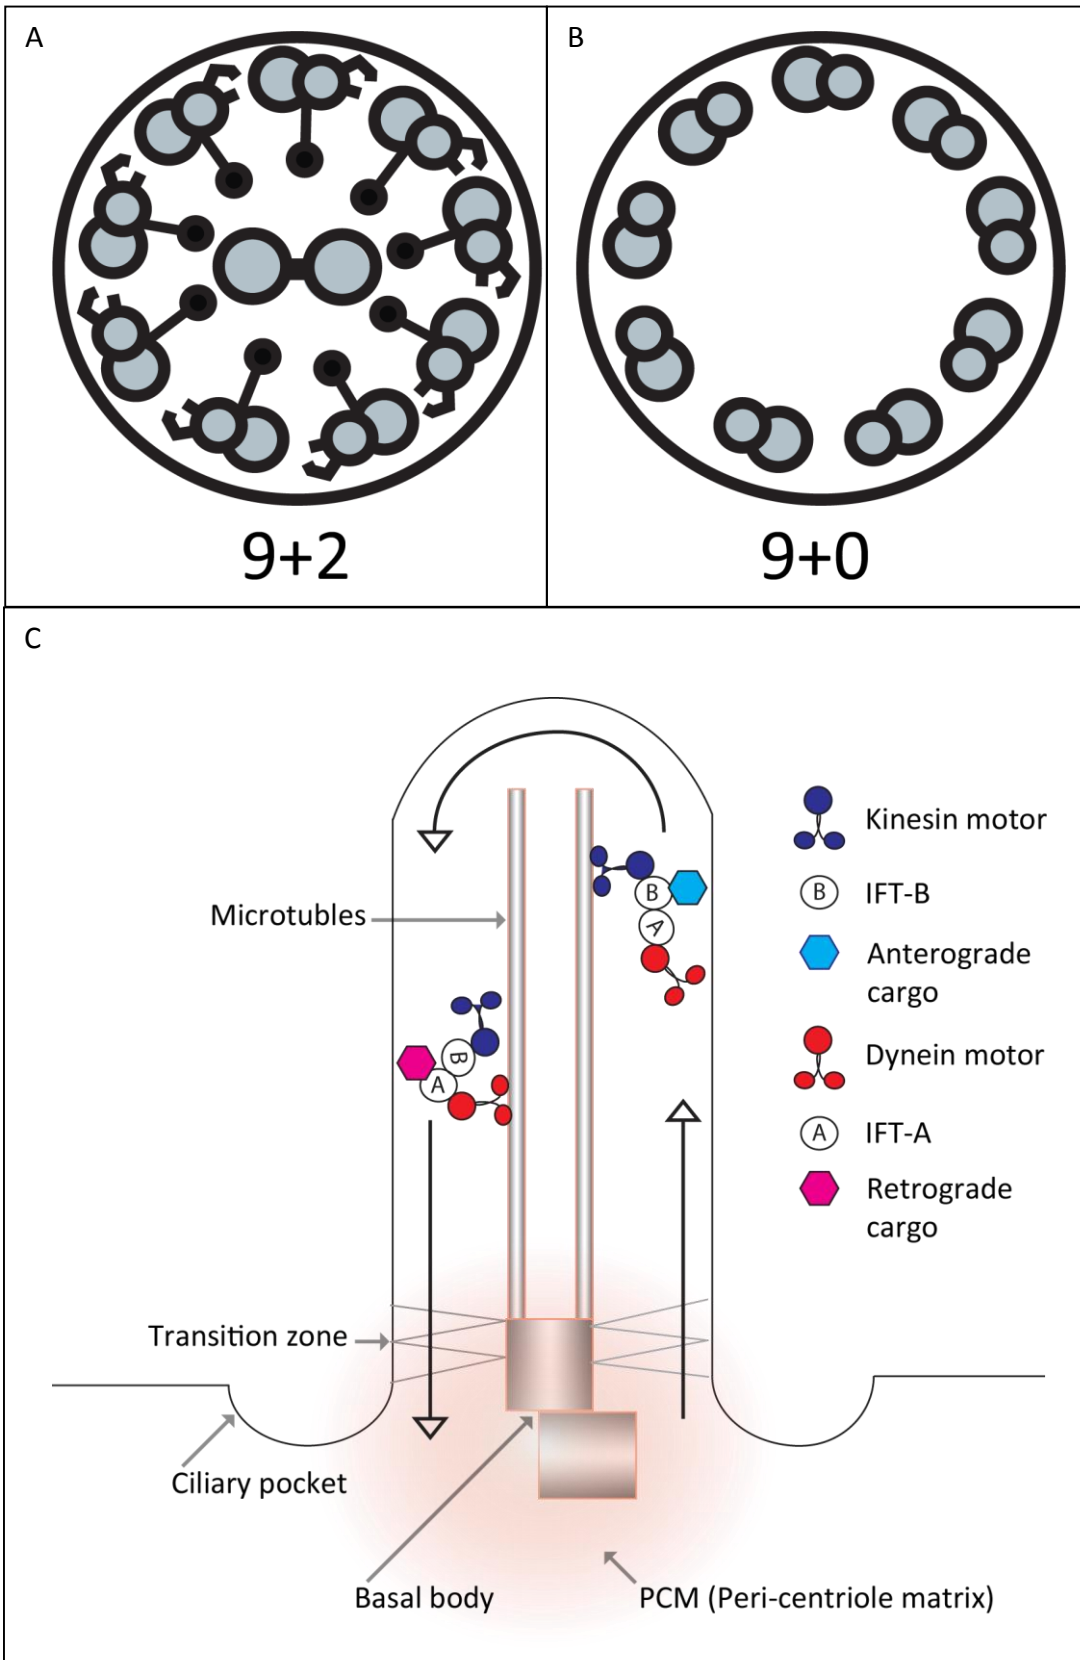 A
B
9+2
9+0
C
Kinesin motor
B
IFT-B
B
A
Microtubles
Anterograde
cargo
B
A
Dynein motor
A
IFT-A
Retrograde
cargo
Transition zone
Ciliary pocket
Basal body
PCM (Peri-centriole matrix)